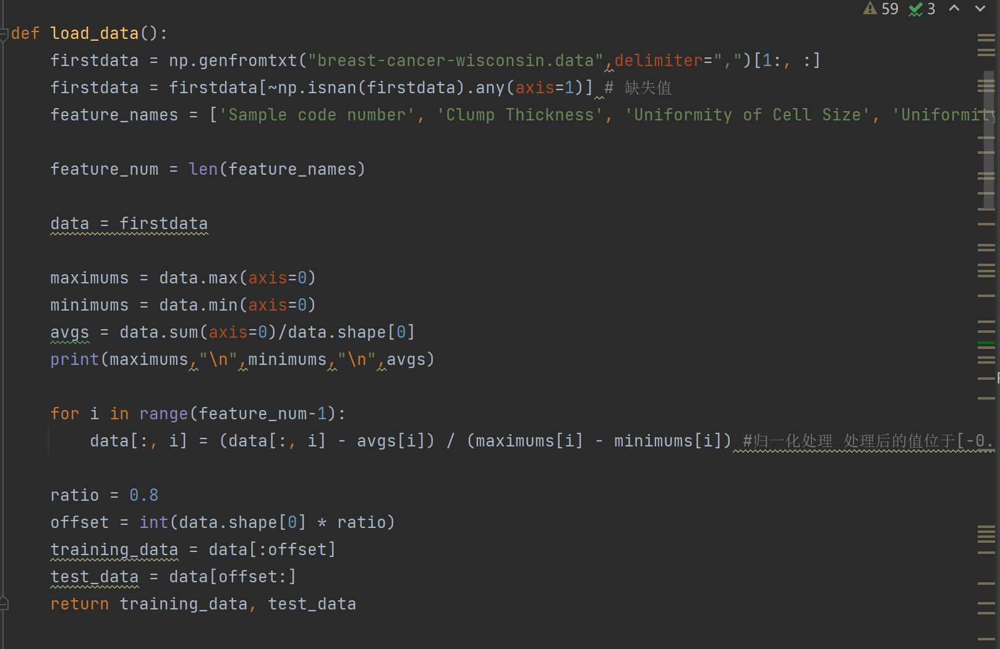 59 3
def load_data():
firstdata = np.genfromtxt("breast-cancer-wisconsin.data",delimiter=",")[1:, :]
firstdata = firstdata[~np.isnan(firstdata).any(axis=1)] # 缺失值
feature_names = ['Sample code number', 'Clump Thickness', 'Uniformity of Cell Size', 'Uniformity
feature_num = len(feature_names)
data = firstdata
maximums = data.max(axis=0)
minimums = data.min(axis=0)
avgs = data.sum(axis=0)/data.shape[0]
print(maximums,"\n",minimums,"\n",avgs)
for i in range(feature_num-1):
data[:, i] = (data[:, i] - avgs[i]) / (maximums[i] - minimums[i]) #归一化处理 处理后的值位于[-0.
ratio = 0.8
offset = int(data.shape[0] * ratio)
training_data = data[:offset]
test_data = data[offset:]
return training_data, test_data